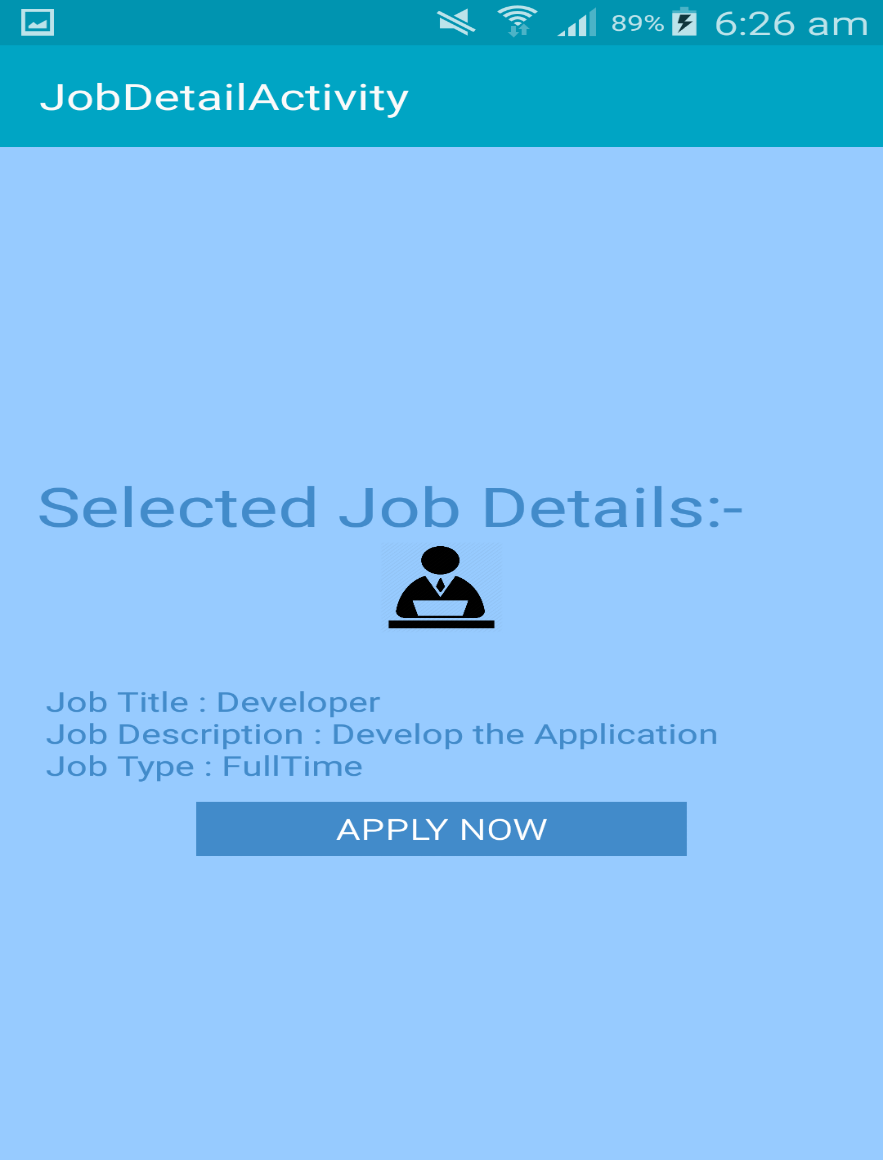 89% 6:26 am
JobDetailActivity
Selected Job Details:-
Job Title : Developer
Job Description : Develop the Application
Job Type : FullTime
APPLY NOW